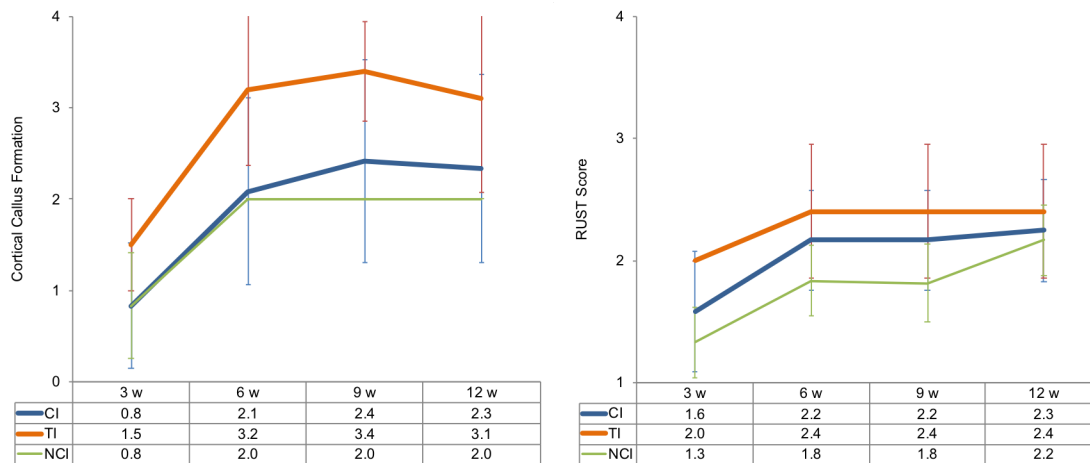 4
3
2
1
0
Cortical Callus Formation
3 w 6 w 9 w 12 w
CI 0.8 2.1 2.4 2.3
TI 1.5 3.2 3.4 3.1
NCI 0.8 2.0 2.0 2.0
4
3
2
1
RUST Score
3 w 6 w 9 w 12 w
CI 1.6 2.2 2.2 2.3
TI 2.0 2.4 2.4 2.4
NCI 1.3 1.8 1.8 2.2